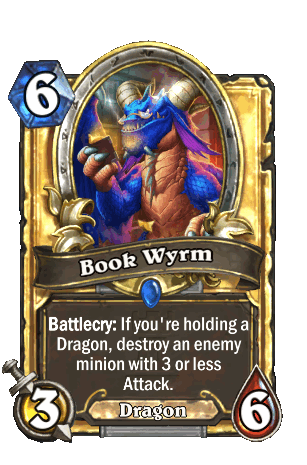 6
Book Wyrm
Battlecry: If you're holding a
Dragon, destroy an enemy
minion with 3 or less
Attack.
3
Dragon
6